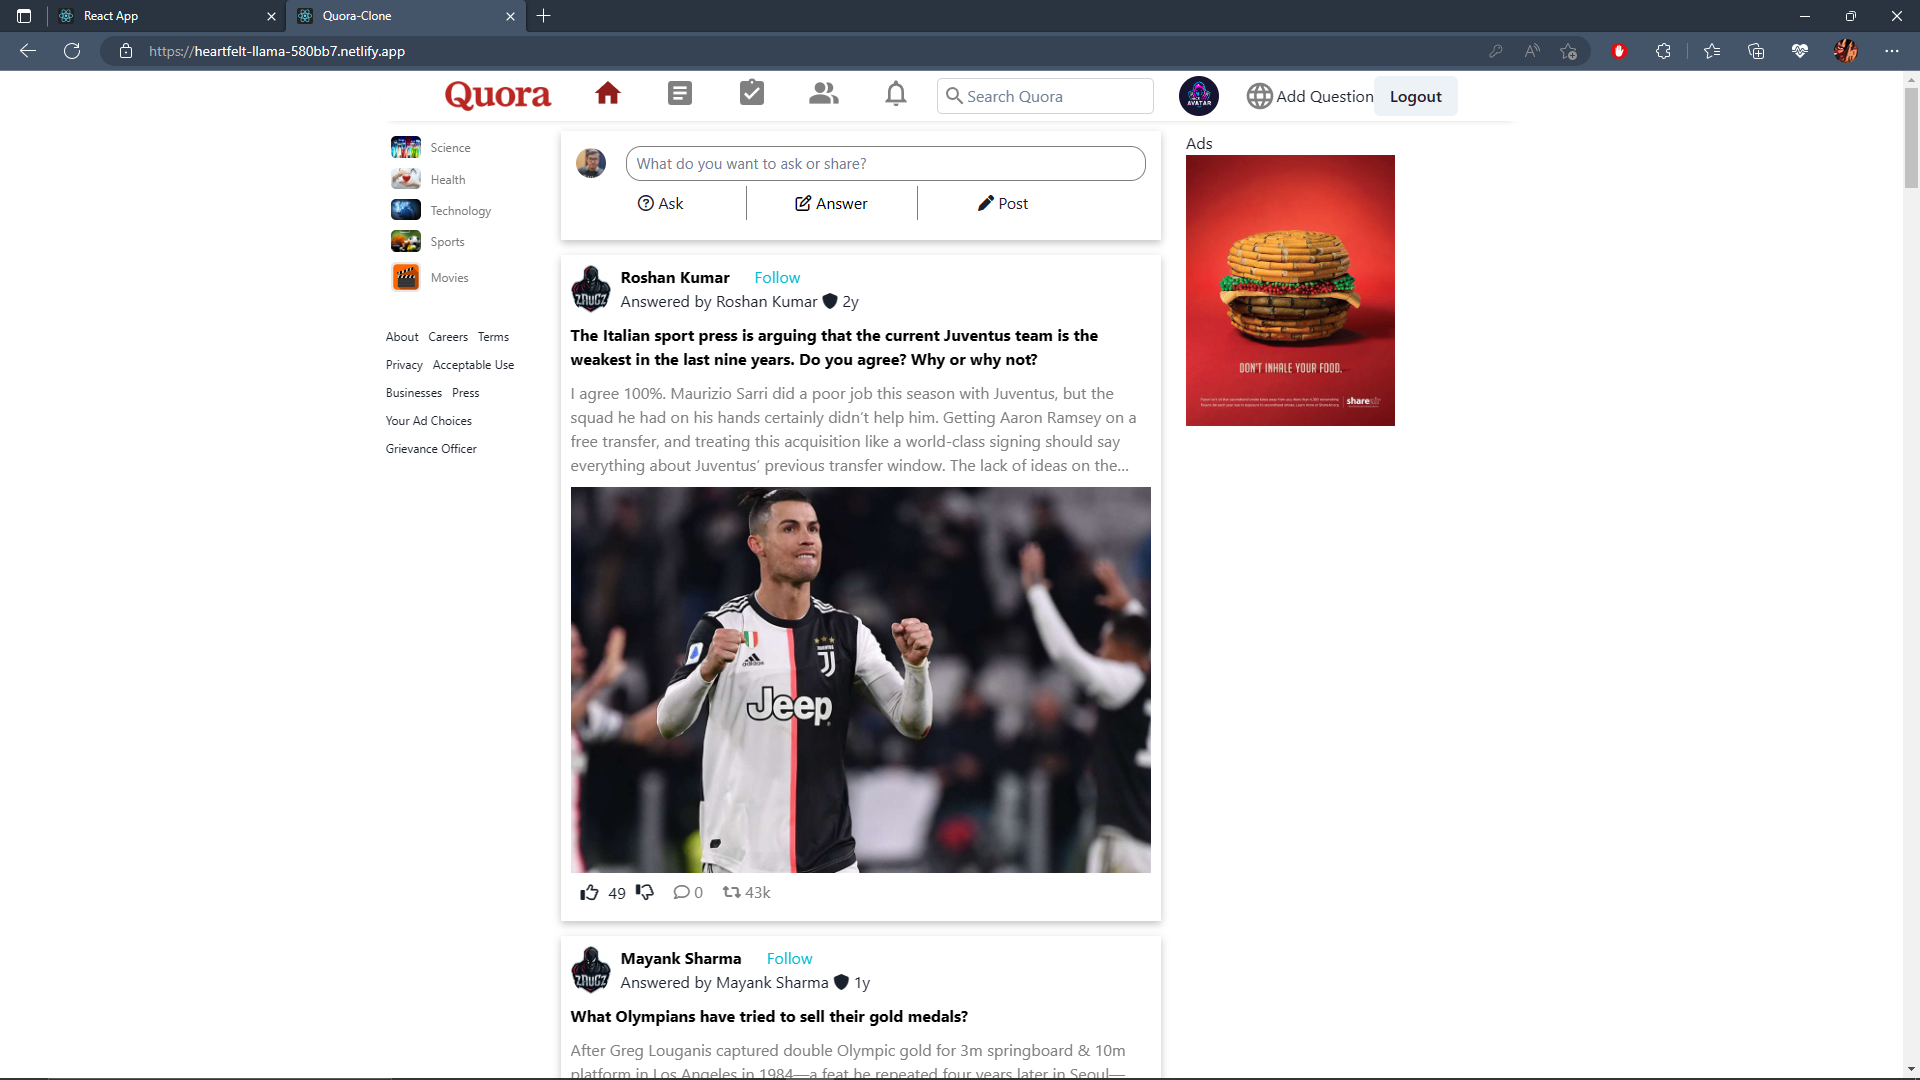 React App
Quora-Clone
https://heartfelt-llama-580bb7.netlify.app
Quora
Search Quora
AVATAR
Add Question
Logout
Science
Health
Technology
Sports
Movies
About Careers Terms
Privacy Acceptable Use
Businesses Press
Your Ad Choices
Grievance Officer
What do you want to ask or share?
Ask
Answer
Post
Ads
DON'T INHALE YOUR FOOD.
Roshan Kumar Follow
Answered by Roshan Kumar 2y
The Italian sport press is arguing that the current Juventus team is the
weakest in the last nine years. Do you agree? Why or why not?
I agree 100%. Maurizio Sarri did a poor job this season with Juventus, but the
squad he had on his hands certainly didn’t help him. Getting Aaron Ramsey on a
free transfer, and treating this acquisition like a world-class signing should say
everything about Juventus’ previous transfer window. The lack of ideas on the...
adidas
Jeep
49
0
43k
ZAUGZ
Mayank Sharma Follow
Answered by Mayank Sharma 1y
What Olympians have tried to sell their gold medals?
After Greg Louganis captured double Olympic gold for 3m springboard & 10m
platform in Los Angeles in 1984—a feat he repeated four years later in Seoul—